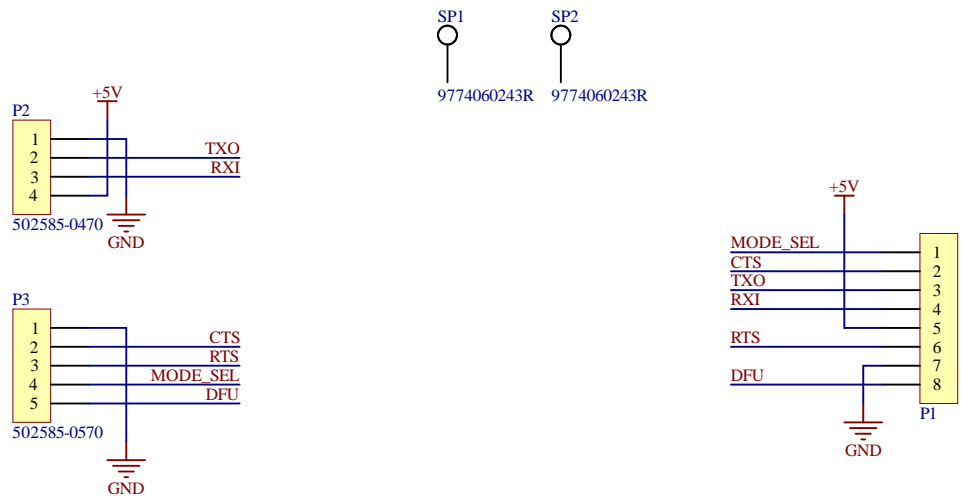 SP1
SP2
9774060243R
9774060243R
+5V
P2
1
2
3
4
TXO
RXI
502585-0470
GND
P3
1
2
3
4
5
CTS
RTS
MODE_SEL
DFU
502585-0570
GND
+5V
MODE_SEL
CTS
TXO
RXI
RTS
DFU
1
2
3
4
5
6
7
8
P1
GND